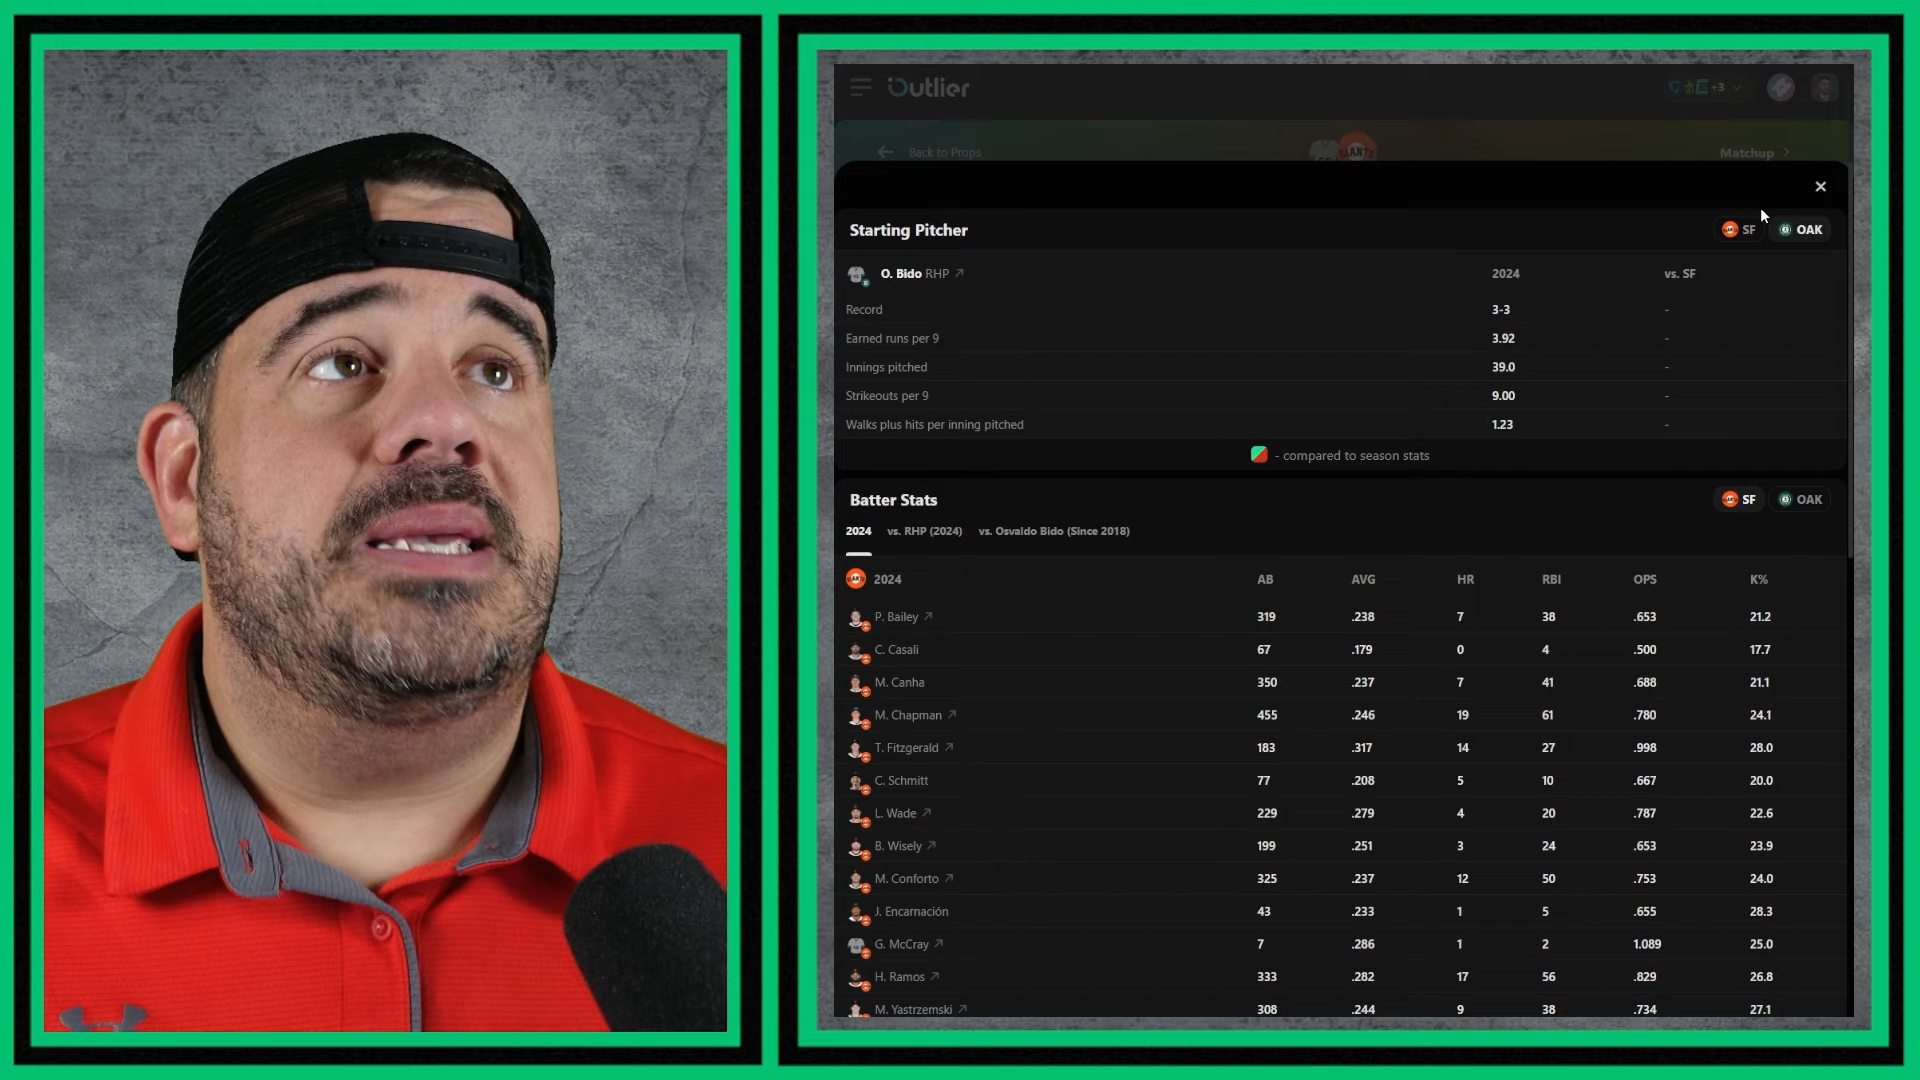 Outlier
+3
Back to Props
GIANTS
Matchup
Starting Pitcher
SF
OAK
O. Bido RHP
2024
vs. SF
Record
3-3
-
Earned runs per 9
3.92
-
Innings pitched
39.0
-
Strikeouts per 9
9.00
-
Walks plus hits per inning pitched
1.23
-
- compared to season stats
Batter Stats
SF
OAK
2024 vs. RHP (2024) vs. Osvaldo Bido (Since 2018)
2024 AB AVG HR RBI OPS K%
P. Bailey 319 .238 7 38 .653 21.2
C. Casali 67 .179 0 4 .500 17.7
M. Canha 350 .237 7 41 .688 21.1
M. Chapman 455 .246 19 61 .780 24.1
T. Fitzgerald 183 .317 14 27 .998 28.0
C. Schmitt 77 .208 5 10 .667 20.0
L. Wade 229 .279 4 20 .787 22.6
B. Wisely 199 .251 3 24 .653 23.9
M. Conforto 325 .237 12 50 .753 24.0
J. Encarnación 43 .233 1 5 .655 28.3
G. McCray 7 .286 1 2 1.089 25.0
H. Ramos 333 .282 17 56 .829 26.8
M. Yastrzemski 308 .244 9 38 .734 27.1